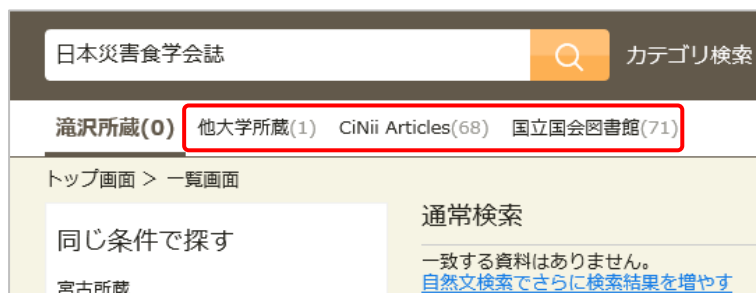 日本災害食学会誌 カテゴリ検索
滝沢所蔵(0) 他大学所蔵(1) CiNii Articles(68) 国立国会図書館(71)
トップ画面 > 一覧画面
通常検索
同じ条件で探す
一致する資料はありません。
自然文検索でさらに検索結果を増やす
宮古所蔵